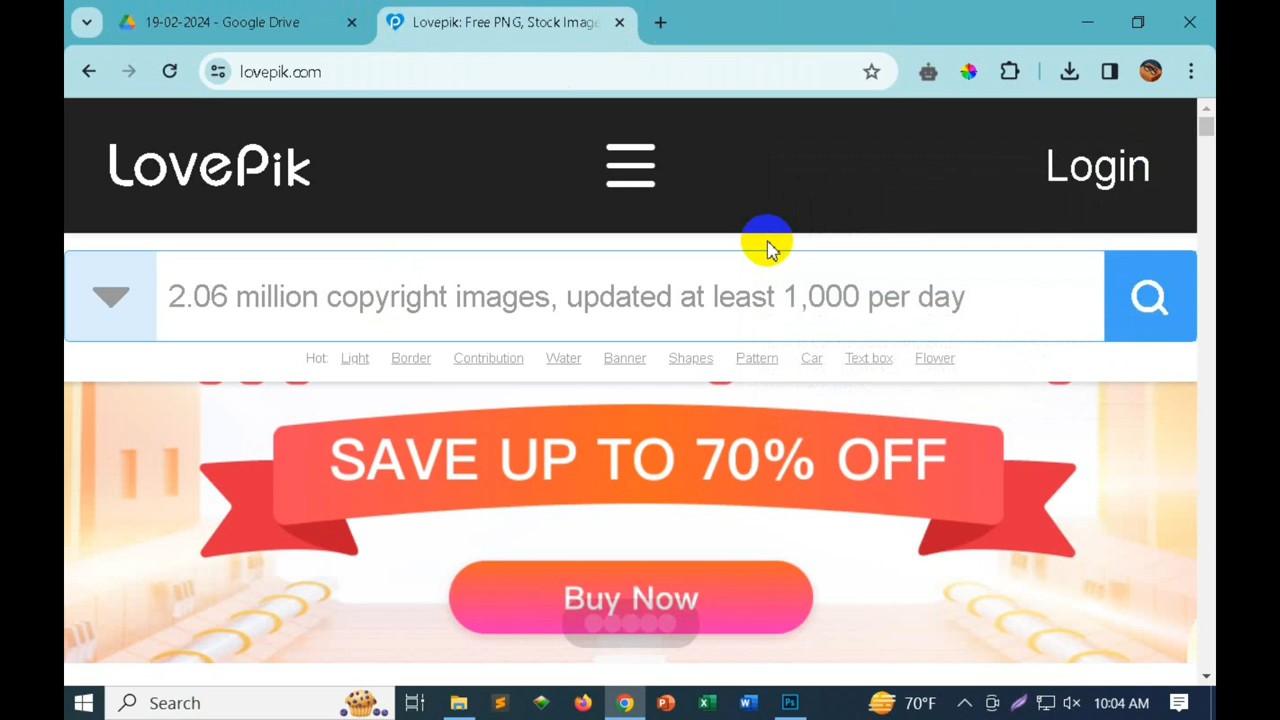 19-02-2024 - Google Drive
Lovepik: Free PNG, Stock Image
lovepik.com
LovePik
Login
2.06 million copyright images, updated at least 1,000 per day
Hot: Light Border Contribution Water Banner Shapes Pattern Car Text box Flower
SAVE UP TO 70% OFF
Buy Now
Search
70°F
10:04 AM